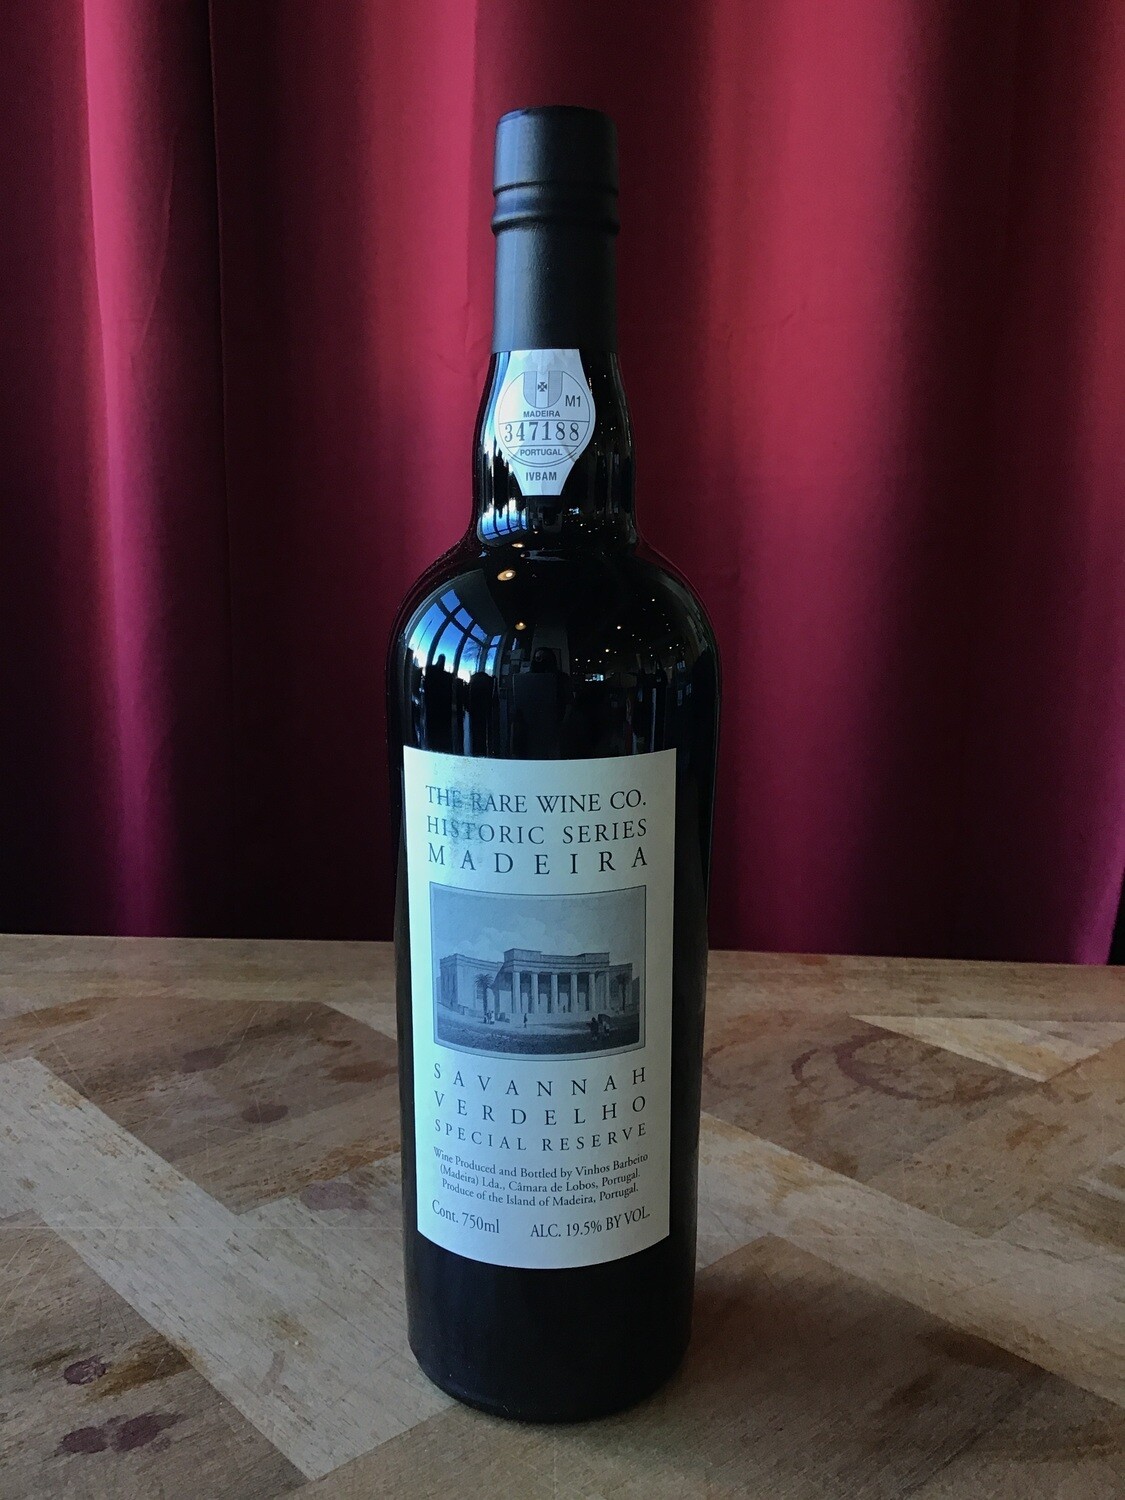 MADEIRA
M1
347188
PORTUGAL
IVBAM
THE RARE WINE CO.
HISTORIC SERIES
MADEIRA
SAVANNAH
VERDELHO
SPECIAL RESERVE
Wine Produced and Bottled by Vinhos Barbeito
(Madeira) Lda., Câmara de Lobos, Portugal.
Produce of the Island of Madeira, Portugal.
Cont. 750ml ALC. 19.5% BY VOL.